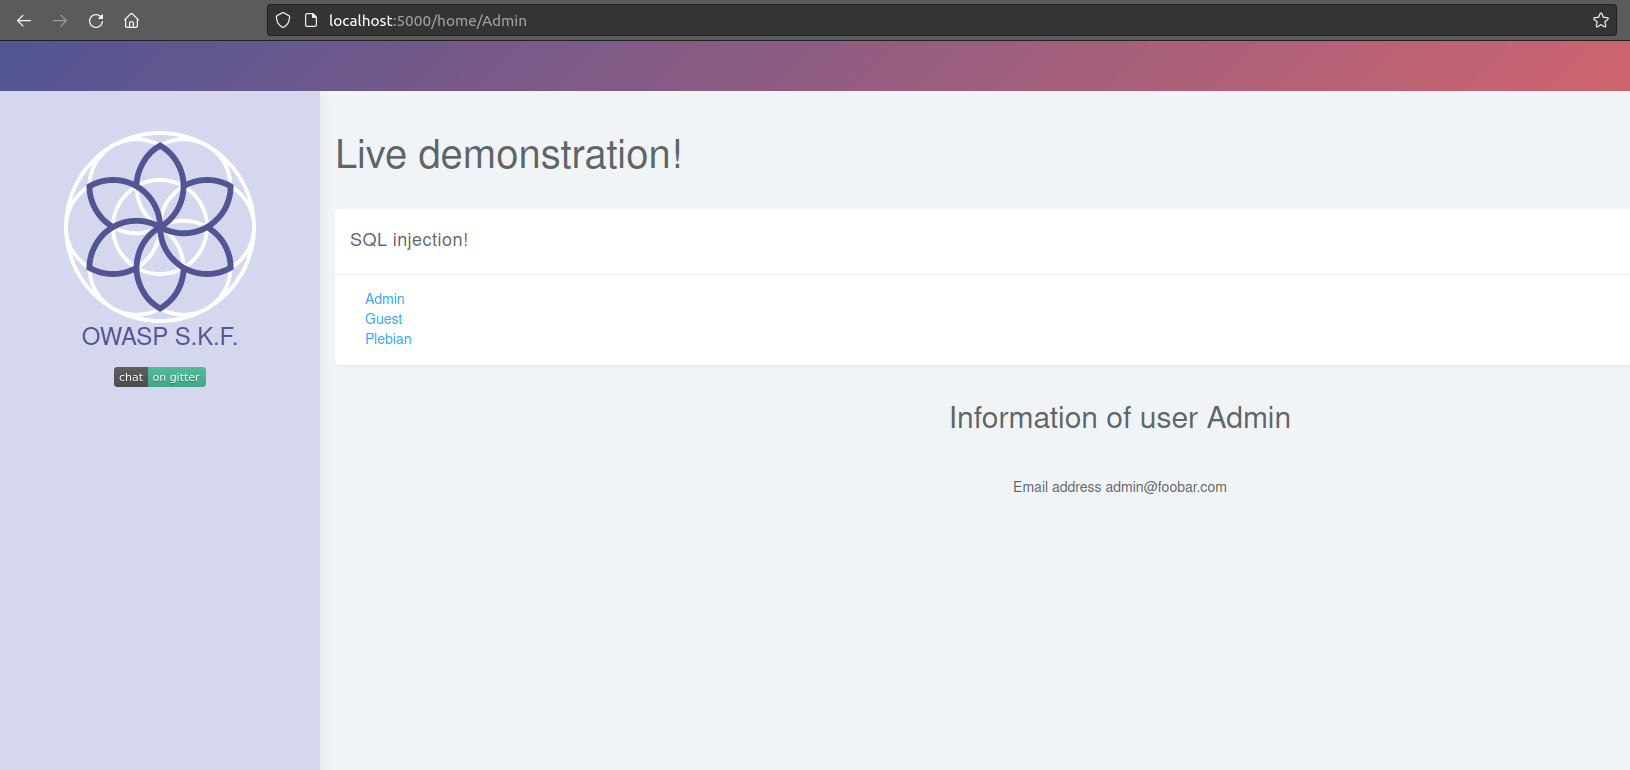 localhost:5000/home/Admin
OWASP S.K.F.
chat on gitter
Live demonstration!
SQL injection!
Admin
Guest
Plebian
Information of user Admin
Email address admin@foobar.com